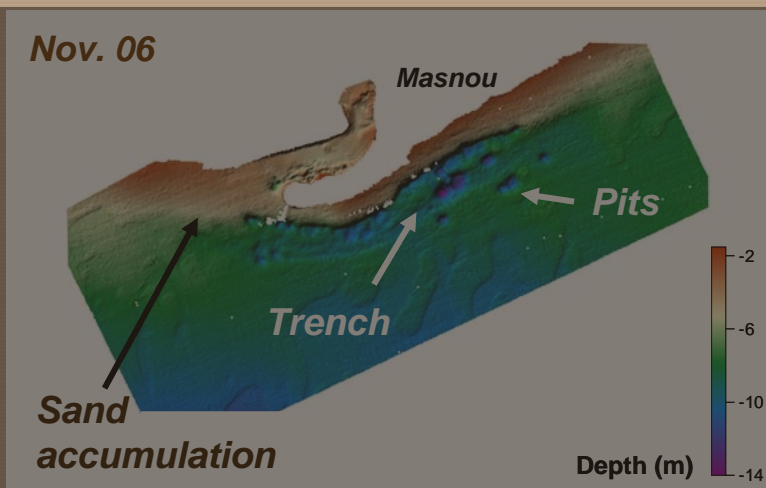 Nov. 06
Masnou
Pits
Trench
Sand
accumulation
Depth (m)
-2
-6
-10
-14